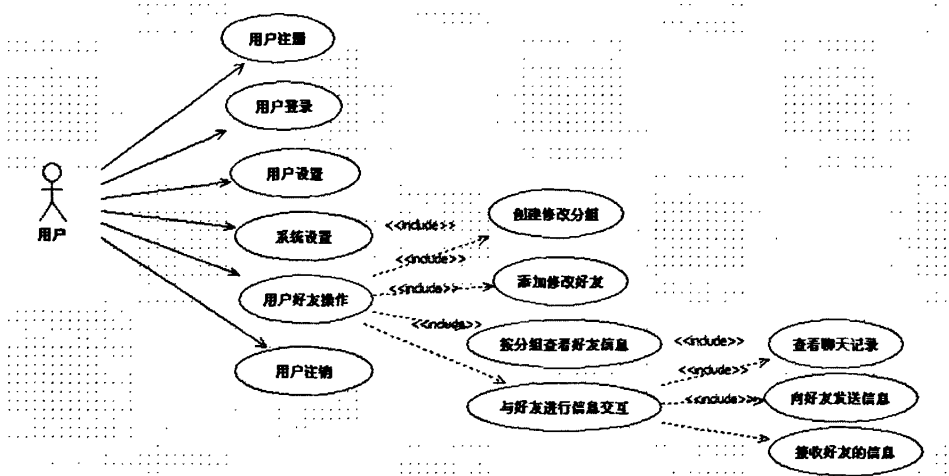 用户注册
用户登录
用户设置
用户
系统设置
<<include>>
创建修改分组
<<include>>
用户好友操作
<<include>>
添加修改好友
<<include>>
按分组查看好友信息
<<include>>
查看聊天记录
用户注销
<<include>>
与好友进行信息交互
<<include>>
向好友发送信息
接收好友的信息